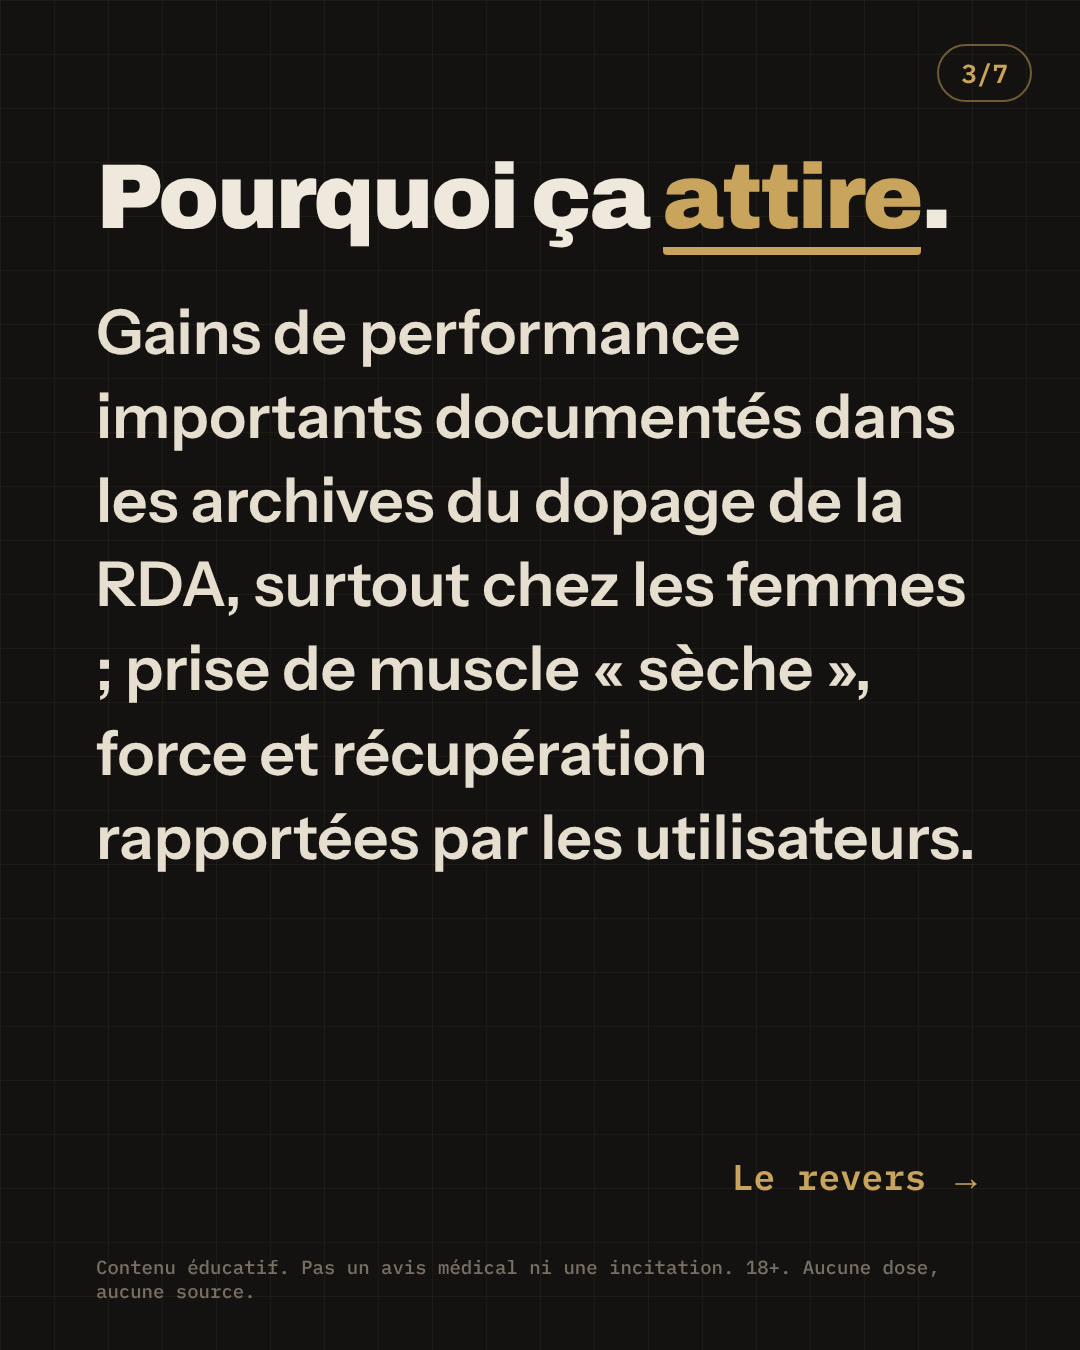 3/7
Pourquoi ça attire.
Gains de performance
importants documentés dans
les archives du dopage de la
RDA, surtout chez les femmes
; prise de muscle « sèche »,
force et récupération
rapportées par les utilisateurs.
Le revers →
Contenu éducatif. Pas un avis médical ni une incitation. 18+. Aucune dose,
aucune source.